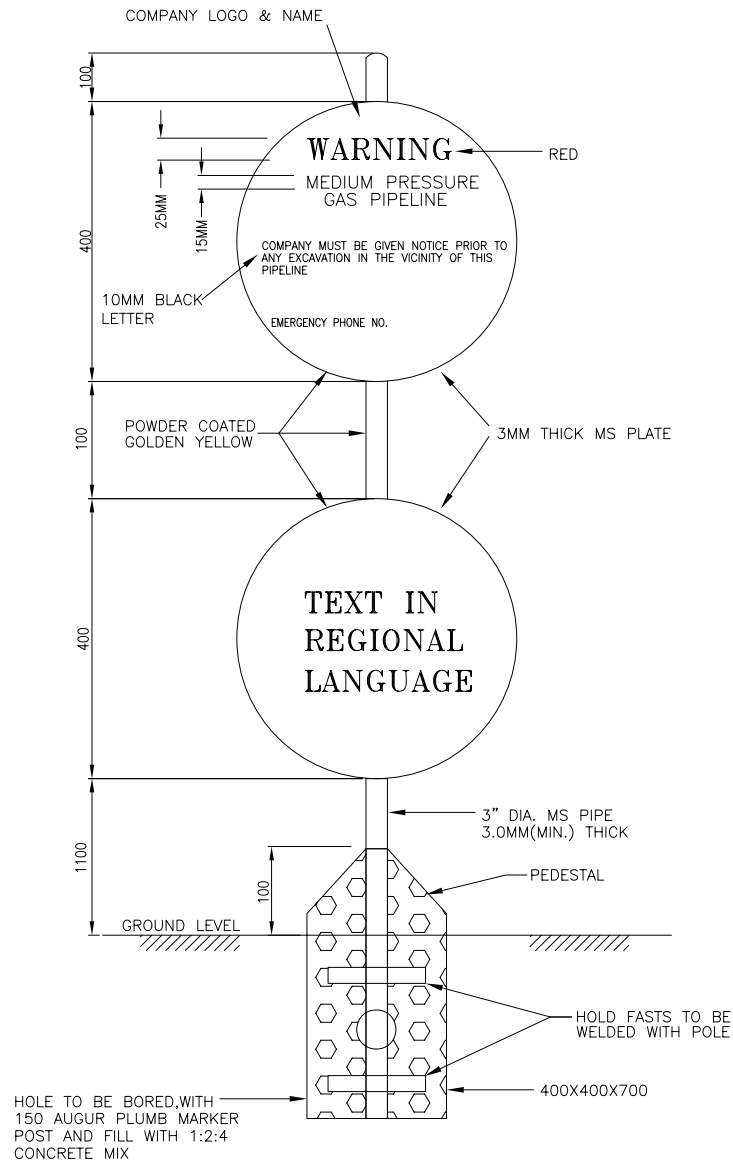 COMPANY LOGO & NAME
100
WARNING
RED
MEDIUM PRESSURE
GAS PIPELINE
25MM
15MM
400
COMPANY MUST BE GIVEN NOTICE PRIOR TO
ANY EXCAVATION IN THE VICINITY OF THIS
PIPELINE
10MM BLACK
LETTER
EMERGENCY PHONE NO.
POWDER COATED
GOLDEN YELLOW
100
3MM THICK MS PLATE
TEXT IN
REGIONAL
LANGUAGE
400
3" DIA. MS PIPE
3.0MM(MIN.) THICK
1100
100
PEDESTAL
GROUND LEVEL
HOLD FASTS TO BE
WELDED WITH POLE
400X400X700
HOLE TO BE BORED,WITH
150 AUGUR PLUMB MARKER
POST AND FILL WITH 1:2:4
CONCRETE MIX